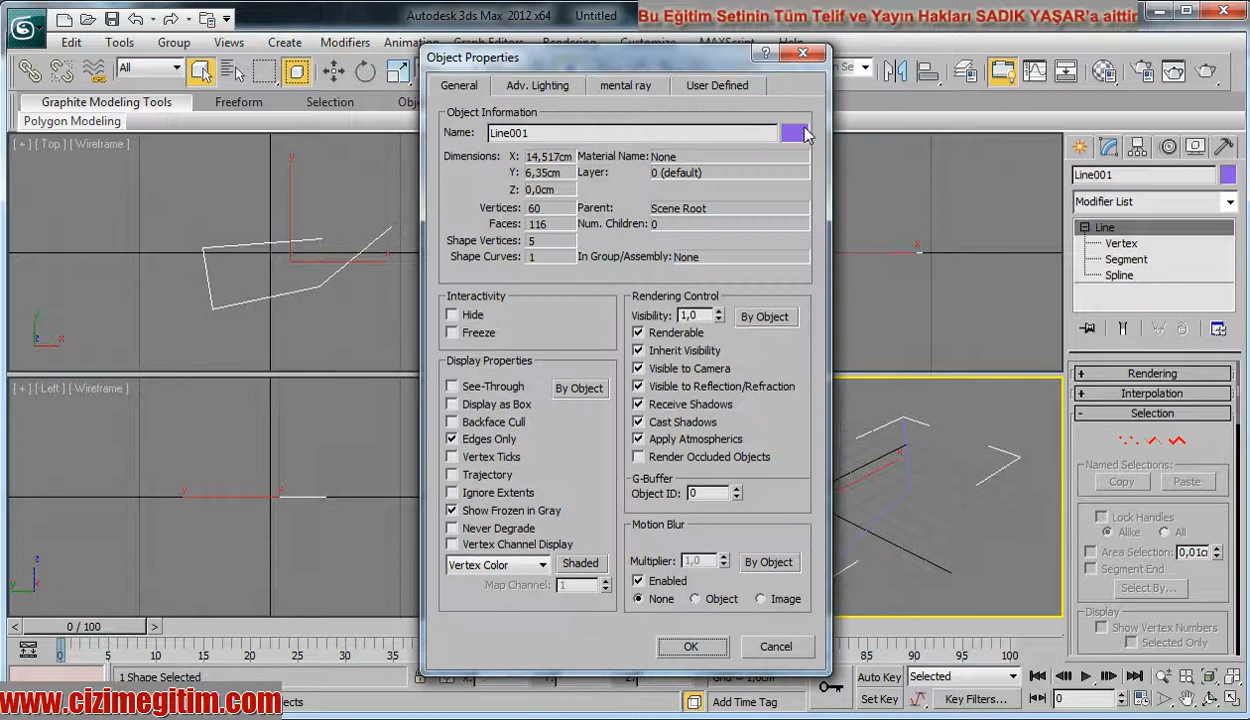 Autodesk 3ds Max 2012 x64 Untitled
Bu Eğitim Setinin Tüm Telif ve Yayın Hakları SADIK YAŞAR'a aittir
Edit Tools Group Views Create Modifiers
MAXScript
All
Graphite Modeling Tools Freeform Selection
Polygon Modeling
[ + ] [ Top ] [ Wireframe ]
y
x
z
x
[ + ] [ Left ] [ Wireframe ]
x
x
z
y
Object Properties
General Adv. Lighting mental ray User Defined
Object Information
Name: Line001
Dimensions: X: 14,517cm Material Name: None
Y: 6,35cm Layer: 0 (default)
Z: 0,0cm
Vertices: 60 Parent: Scene Root
Faces: 116 Num. Children: 0
Shape Vertices: 5
Shape Curves: 1 In Group/Assembly: None
Interactivity
Hide
Freeze
Display Properties
See-Through By Object
Display as Box
Backface Cull
Edges Only
Vertex Ticks
Trajectory
Ignore Extents
Show Frozen in Gray
Never Degrade
Vertex Channel Display
Vertex Color Shaded
Map Channel: 1
Rendering Control
Visibility: 1,0 By Object
Renderable
Inherit Visibility
Visible to Camera
Visible to Reflection/Refraction
Receive Shadows
Cast Shadows
Apply Atmospherics
Render Occluded Objects
G-Buffer
Object ID: 0
Motion Blur
Multiplier: 1,0 By Object
Enabled
None Object Image
OK Cancel
x
x
Line001
Modifier List
Line
Vertex
Segment
Spline
+ Rendering
+ Interpolation
- Selection
Named Selections:
Copy Paste
Lock Handles
Alike All
Area Selection: 0,01c
Segment End
Select By...
Display
Show Vertex Numbers
Selected Only
< 0 / 100 >
0 5 10 15 20 25 30 35 85 90 95 100
1 Shape Selected
Add Time Tag
Auto Key Selected
Set Key Key Filters...
0
www.cizimegitim.com